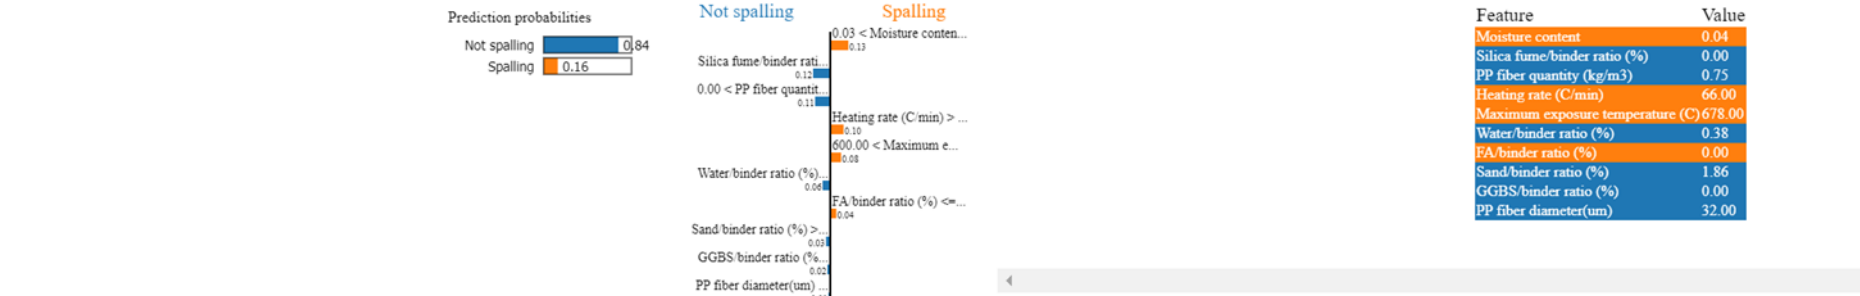 Prediction probabilities
Not spalling 0.84
Spalling 0.16
Not spalling Spalling
0.03 < Moisture conten...
0.13
Silica fume/binder rati...
0.12
0.00 < PP fiber quantit...
0.11
Heating rate (C/min) > ...
0.10
600.00 < Maximum e...
0.08
Water/binder ratio (%)...
0.06
FA/binder ratio (%) <=...
0.04
Sand/binder ratio (%) >...
0.03
GGBS/binder ratio (%...
0.02
PP fiber diameter(um) ...
Feature Value
Moisture content 0.04
Silica fume/binder ratio (%) 0.00
PP fiber quantity (kg/m3) 0.75
Heating rate (C/min) 66.00
Maximum exposure temperature (C) 678.00
Water/binder ratio (%) 0.38
FA/binder ratio (%) 0.00
Sand/binder ratio (%) 1.86
GGBS/binder ratio (%) 0.00
PP fiber diameter(um) 32.00